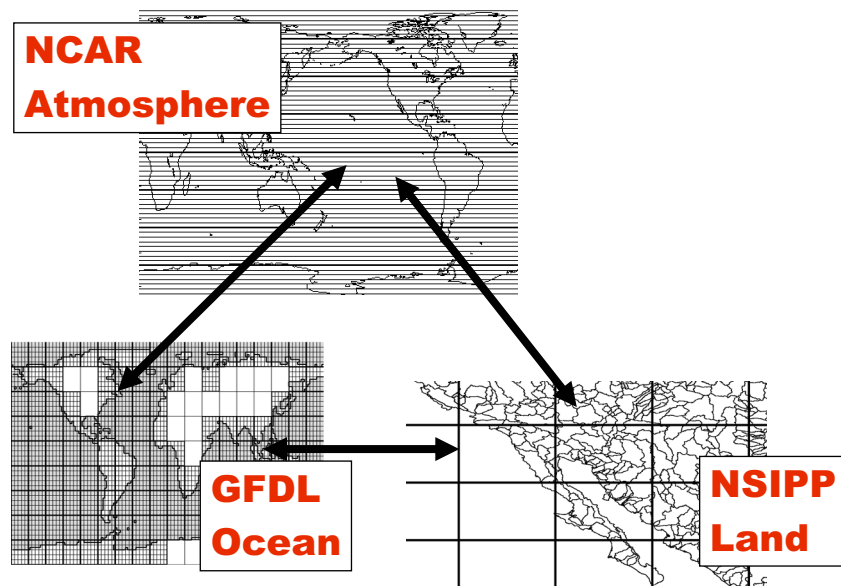 NCAR
Atmosphere
GFDL
Ocean
NSIPP
Land